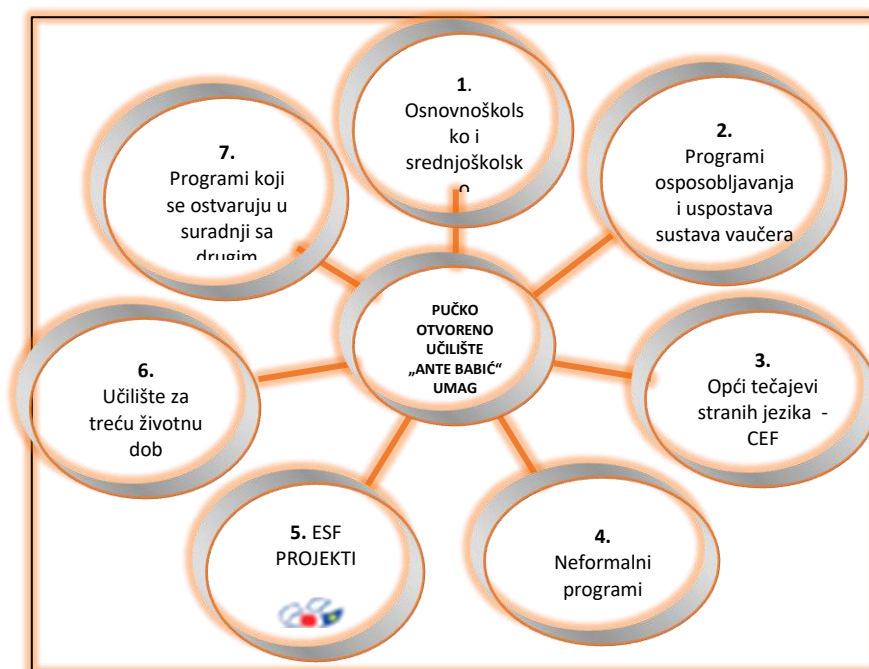 1.
Osnovnoškols
ko i
srednjoškolsk
o
2.
Programi
osposobljavanja
i uspostava
sustava vaučera
3.
Opći tečajevi
stranih jezika -
CEF
4.
Neformalni
programi
5. ESF
PROJEKTI
6.
Učilište za
treću životnu
dob
7.
Programi koji
se ostvaruju u
suradnji sa
drugim
PUČKO
OTVORENO
UČILIŠTE
„ANTE BABIĆ“
UMAG